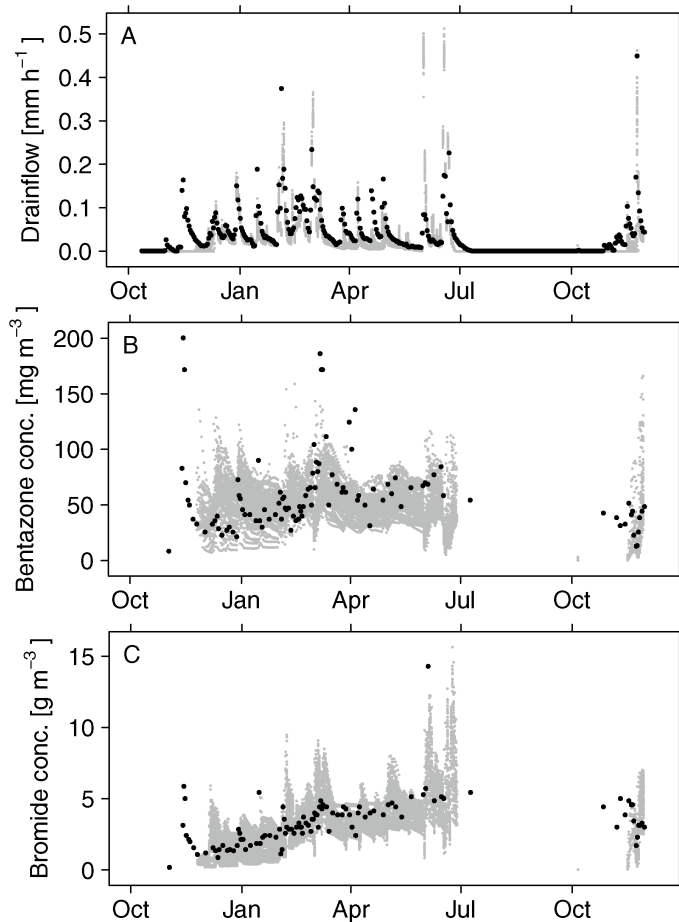 A
Drainflow [mm h⁻¹ ]
0.5
0.4
0.3
0.2
0.1
0.0
Oct Jan Apr Jul Oct
B
Bentazone conc. [mg m⁻³ ]
200
150
100
50
0
Oct Jan Apr Jul Oct
C
Bromide conc. [g m⁻³ ]
15
10
5
0
Oct Jan Apr Jul Oct